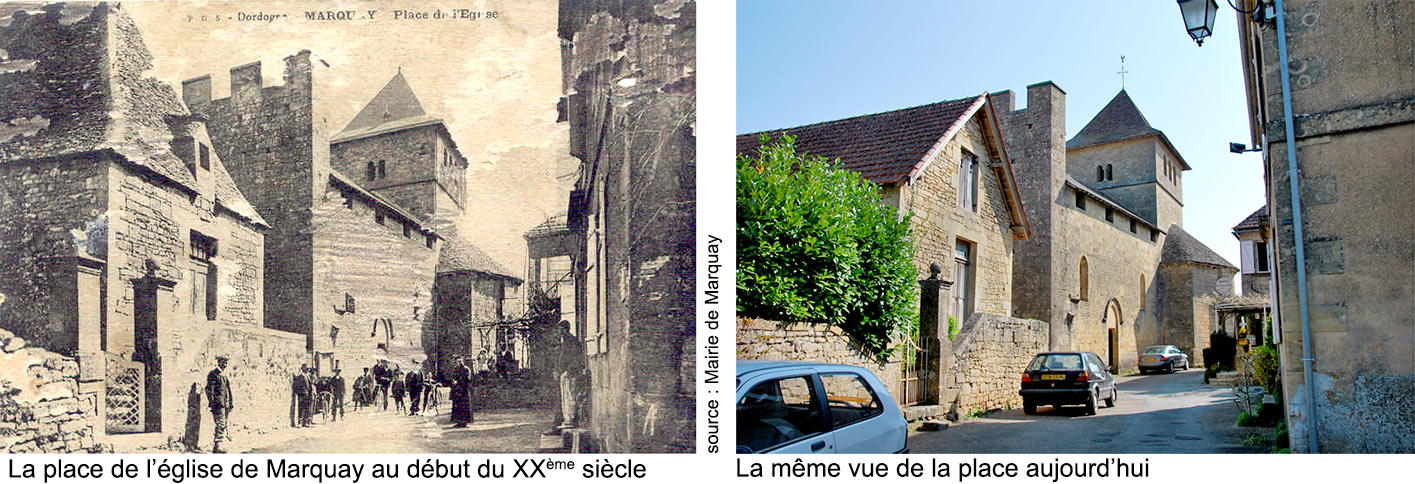 P D S - Dordogne - MARQUAY Place de l'Eglise
source : Mairie de Marquay
La place de l'église de Marquay au début du XXème siècle
La même vue de la place aujourd'hui